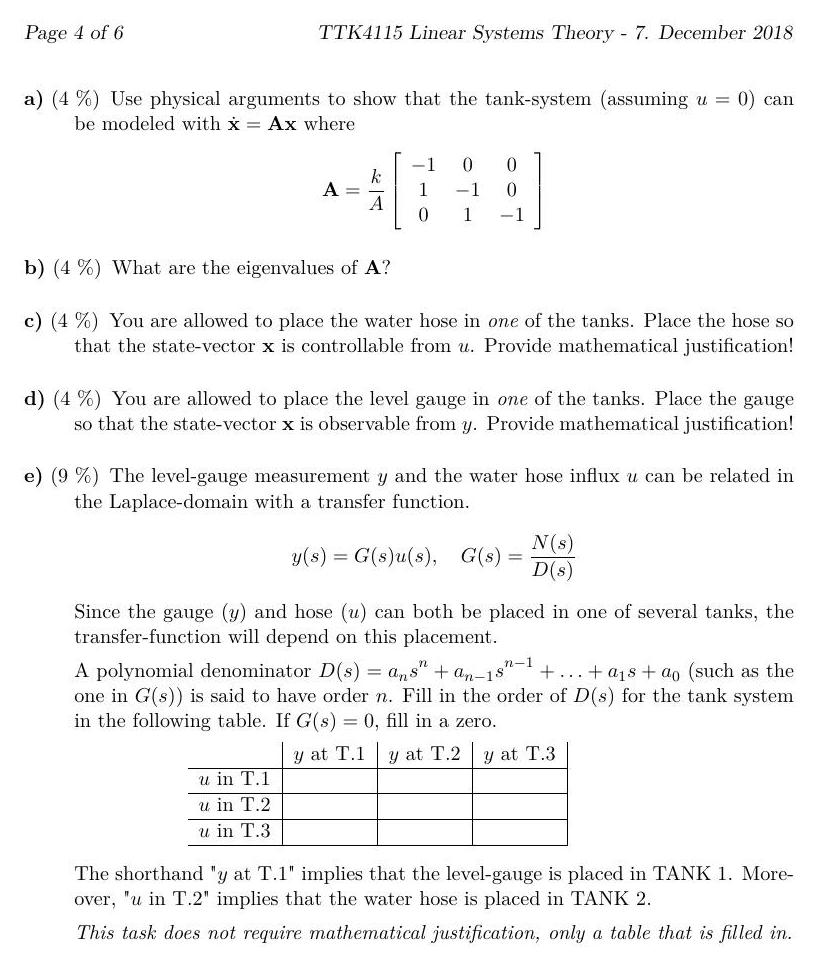 Page 4 of 6 TTK4115 Linear Systems Theory - 7. December 2018
a) (4 %) Use physical arguments to show that the tank-system (assuming u = 0) can
be modeled with ẋ = Ax where
A = k/A [ −1 0 0
1 −1 0
0 1 −1 ]
b) (4 %) What are the eigenvalues of A?
c) (4 %) You are allowed to place the water hose in one of the tanks. Place the hose so
that the state-vector x is controllable from u. Provide mathematical justification!
d) (4 %) You are allowed to place the level gauge in one of the tanks. Place the gauge
so that the state-vector x is observable from y. Provide mathematical justification!
e) (9 %) The level-gauge measurement y and the water hose influx u can be related in
the Laplace-domain with a transfer function.
y(s) = G(s)u(s), G(s) = N(s)/D(s)
Since the gauge (y) and hose (u) can both be placed in one of several tanks, the
transfer-function will depend on this placement.
A polynomial denominator D(s) = aₙsⁿ + aₙ₋₁sⁿ⁻¹ + . . . + a₁s + a₀ (such as the
one in G(s)) is said to have order n. Fill in the order of D(s) for the tank system
in the following table. If G(s) = 0, fill in a zero.
y at T.1 y at T.2 y at T.3
u in T.1
u in T.2
u in T.3
The shorthand "y at T.1" implies that the level-gauge is placed in TANK 1. More-
over, "u in T.2" implies that the water hose is placed in TANK 2.
This task does not require mathematical justification, only a table that is filled in.